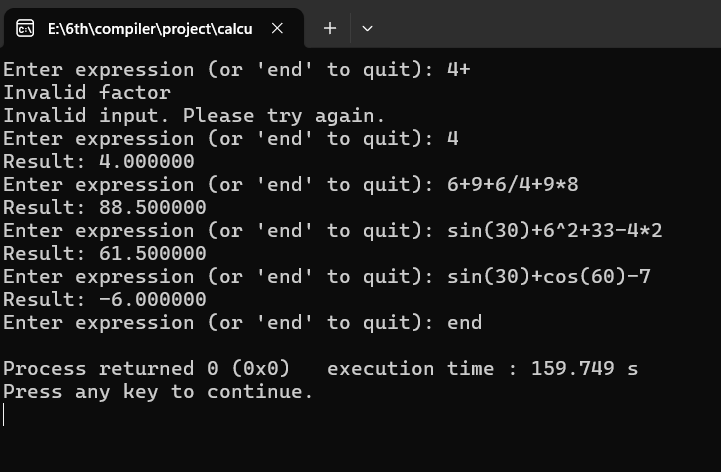 E:\6th\compiler\project\calcu
Enter expression (or 'end' to quit): 4+
Invalid factor
Invalid input. Please try again.
Enter expression (or 'end' to quit): 4
Result: 4.000000
Enter expression (or 'end' to quit): 6+9+6/4+9*8
Result: 88.500000
Enter expression (or 'end' to quit): sin(30)+6^2+33-4*2
Result: 61.500000
Enter expression (or 'end' to quit): sin(30)+cos(60)-7
Result: -6.000000
Enter expression (or 'end' to quit): end
Process returned 0 (0x0)   execution time : 159.749 s
Press any key to continue.